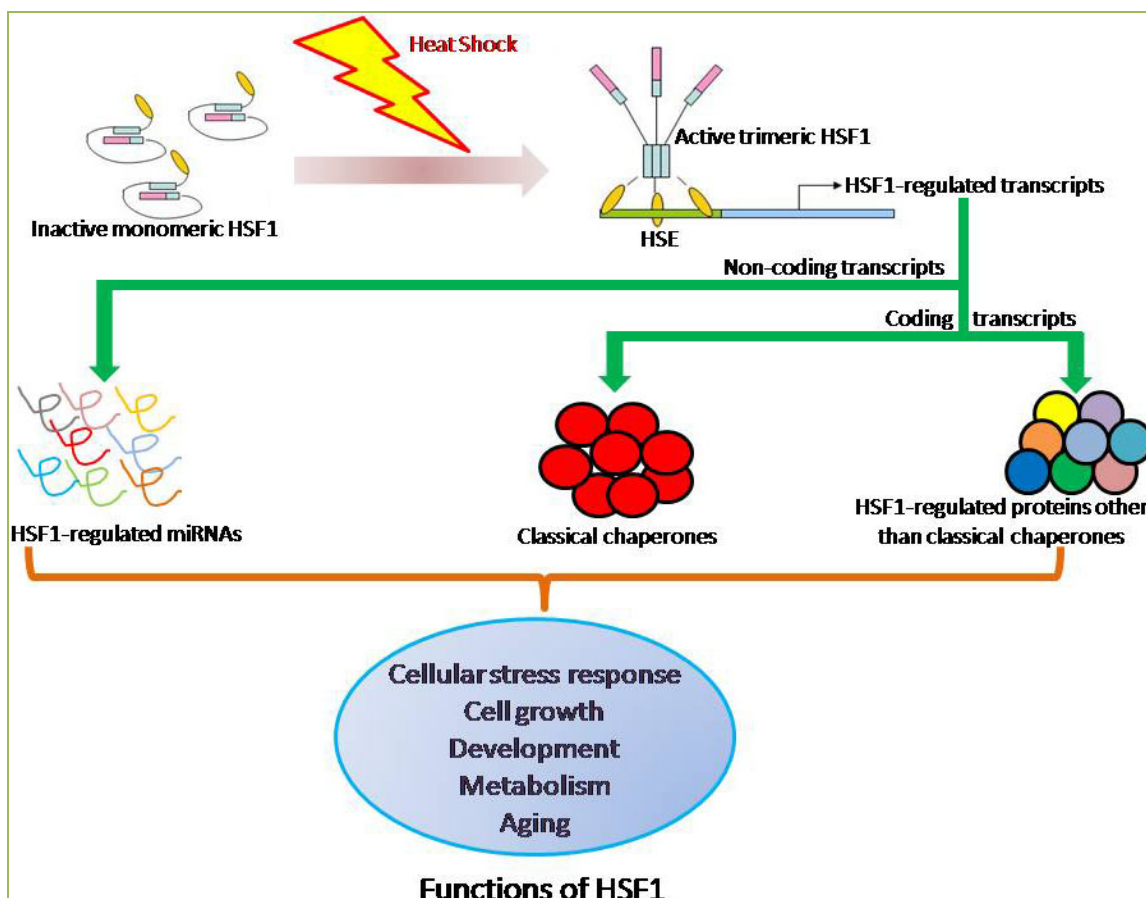 Heat Shock
Active trimeric HSF1
HSF1-regulated transcripts
Inactive monomeric HSF1
HSE
Non-coding transcripts
Coding transcripts
HSF1-regulated miRNAs
Classical chaperones
HSF1-regulated proteins other
than classical chaperones
Cellular stress response
Cell growth
Development
Metabolism
Aging
Functions of HSF1